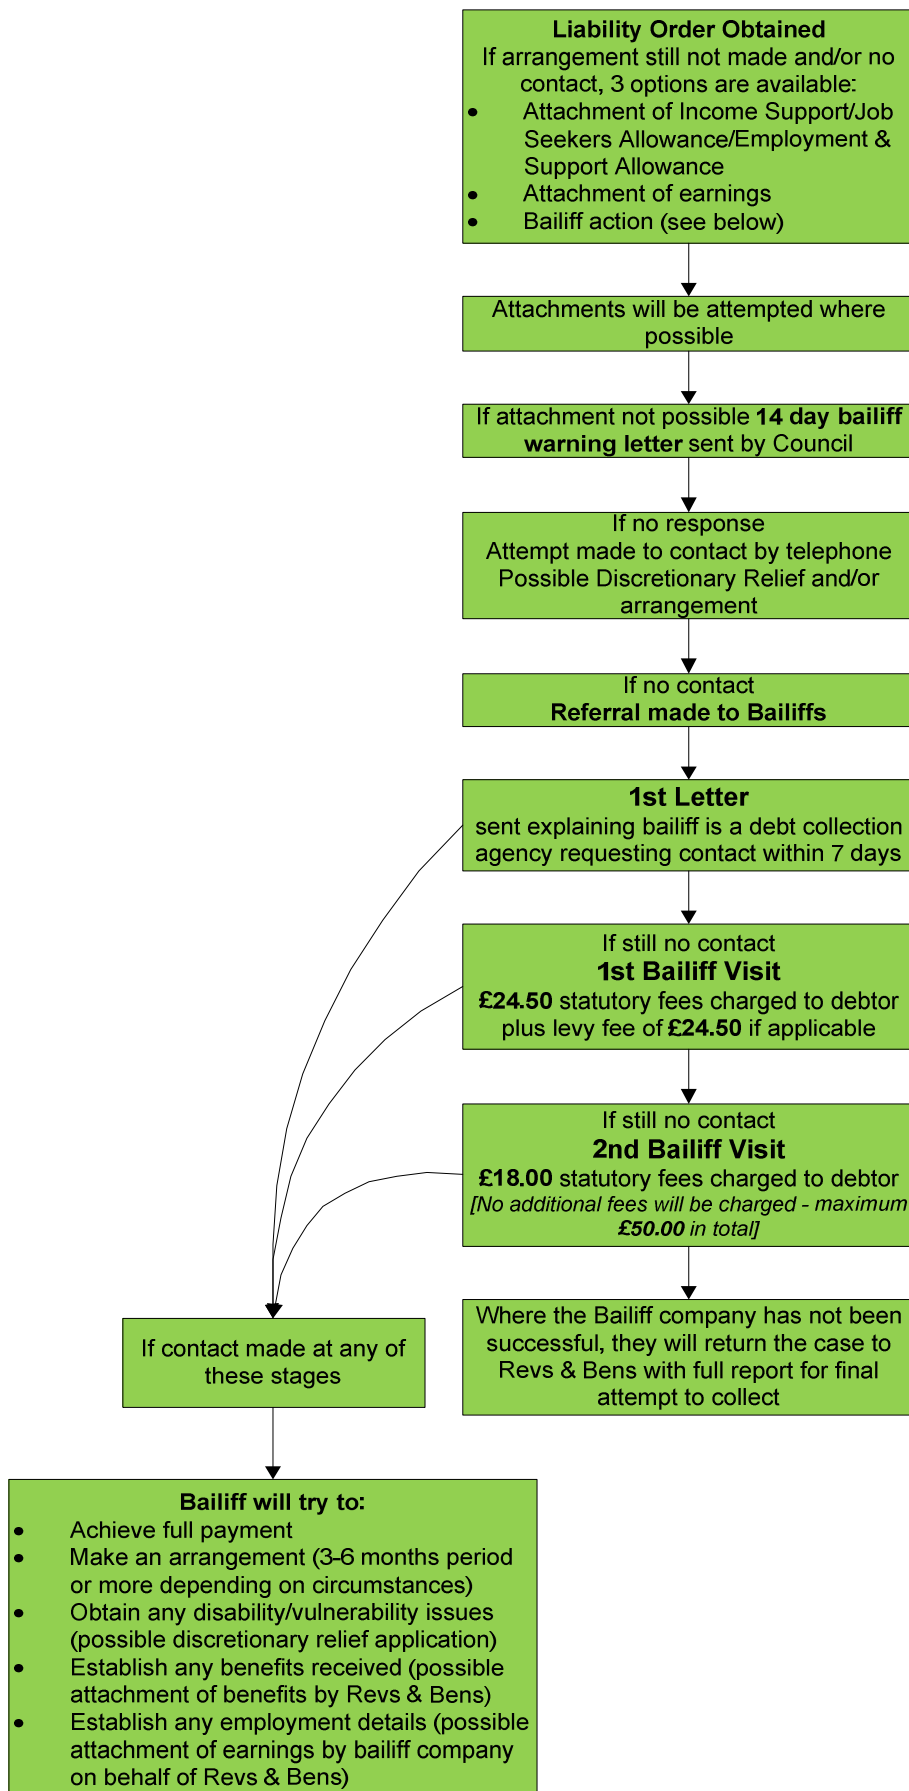 Liability Order Obtained
If arrangement still not made and/or no
contact, 3 options are available:
• Attachment of Income Support/Job
Seekers Allowance/Employment &
Support Allowance
• Attachment of earnings
• Bailiff action (see below)
Attachments will be attempted where
possible
If attachment not possible 14 day bailiff
warning letter sent by Council
If no response
Attempt made to contact by telephone
Possible Discretionary Relief and/or
arrangement
If no contact
Referral made to Bailiffs
1st Letter
sent explaining bailiff is a debt collection
agency requesting contact within 7 days
If still no contact
1st Bailiff Visit
£24.50 statutory fees charged to debtor
plus levy fee of £24.50 if applicable
If still no contact
2nd Bailiff Visit
£18.00 statutory fees charged to debtor
[No additional fees will be charged - maximum
£50.00 in total]
Where the Bailiff company has not been
successful, they will return the case to
Revs & Bens with full report for final
attempt to collect
If contact made at any of
these stages
Bailiff will try to:
• Achieve full payment
• Make an arrangement (3-6 months period
or more depending on circumstances)
• Obtain any disability/vulnerability issues
(possible discretionary relief application)
• Establish any benefits received (possible
attachment of benefits by Revs & Bens)
• Establish any employment details (possible
attachment of earnings by bailiff company
on behalf of Revs & Bens)